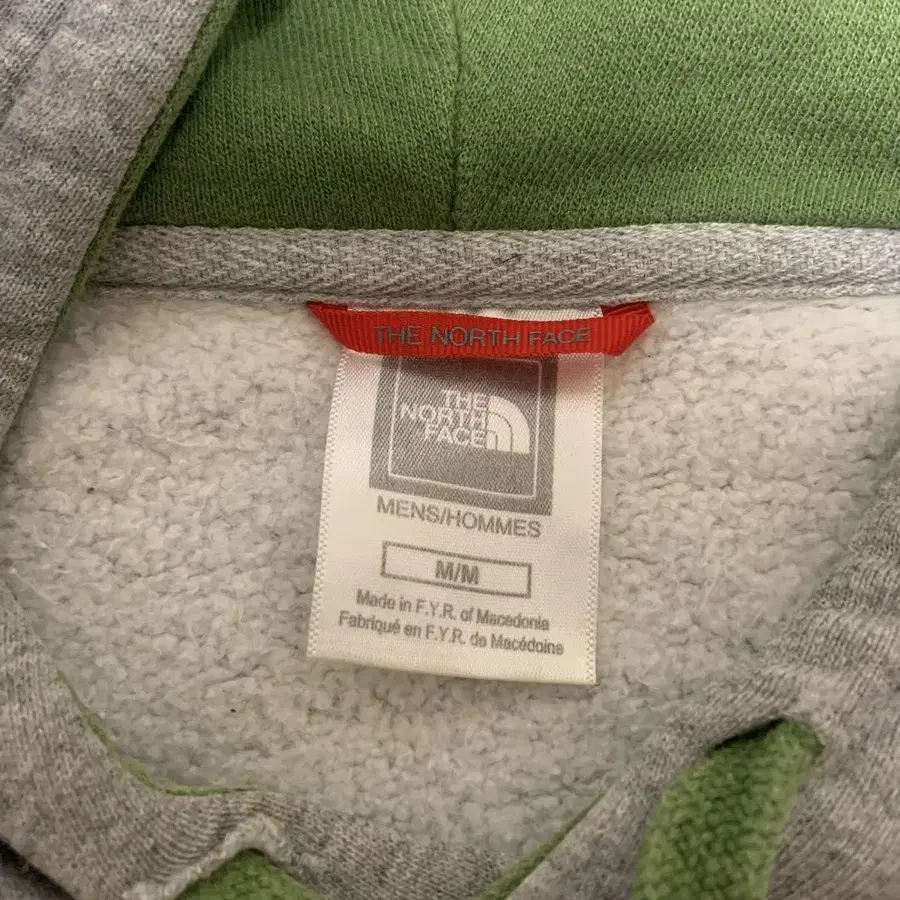 THE NORTH FACE
THE
NORTH
FACE
MENS/HOMMES
M/M
Made in F.Y.R. of Macedonia
Fabriqué en F.Y.R. de Macédoine